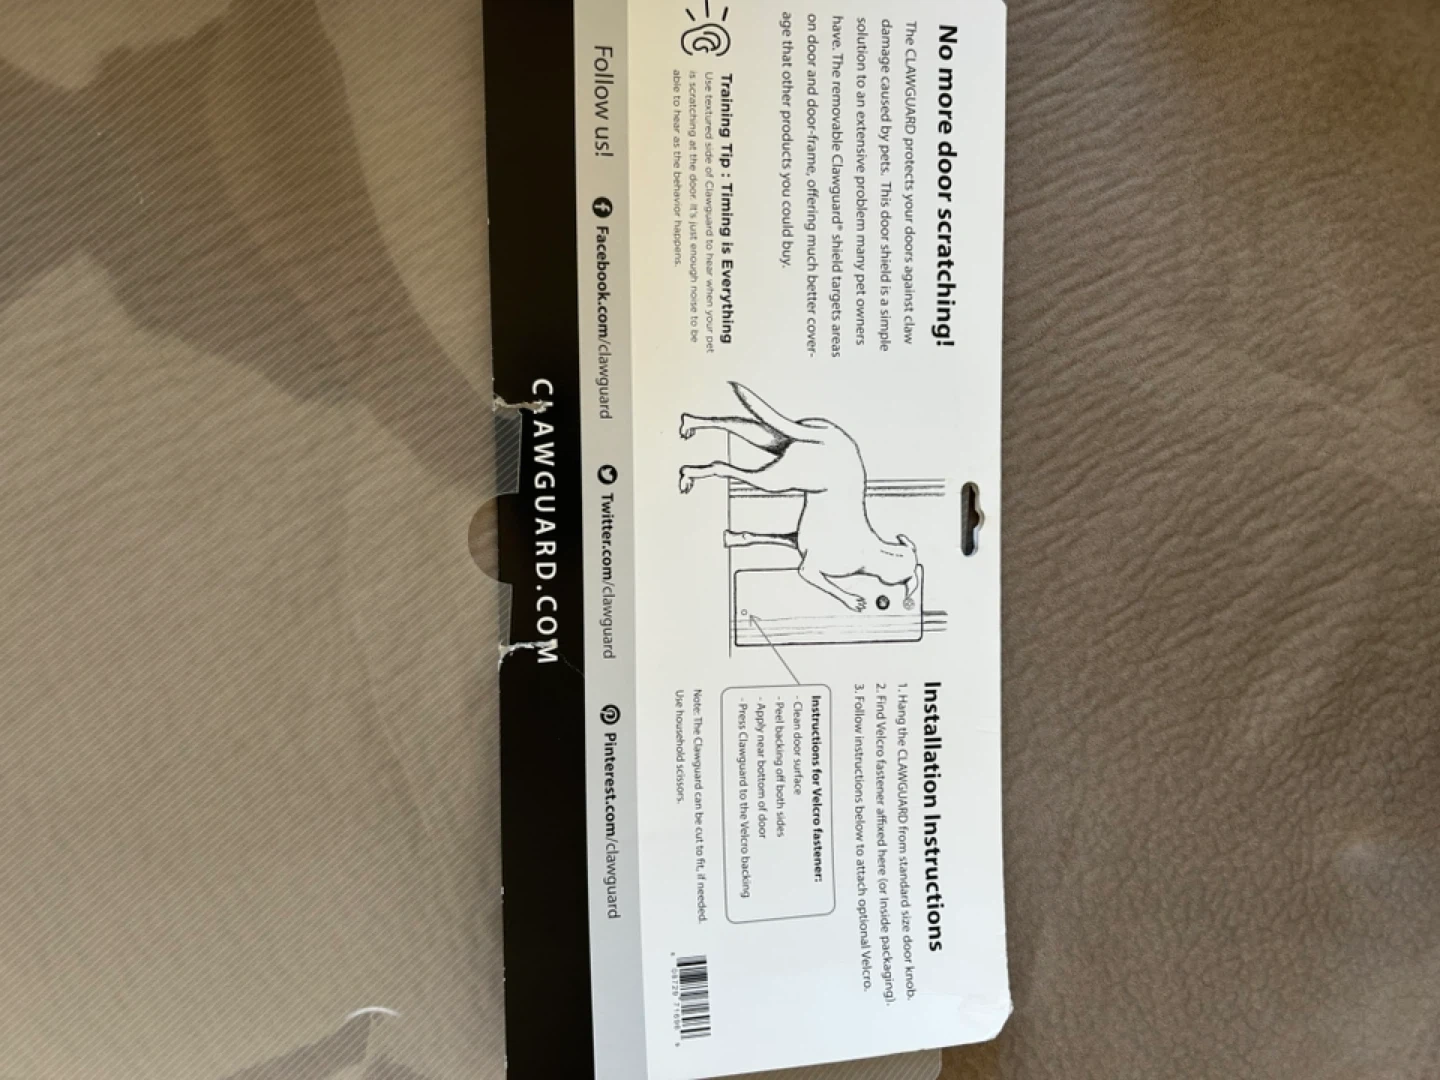 No more door scratching!
The CLAWGUARD protects your doors against claw
damage caused by pets. This door shield is a simple
solution to an extensive problem many pet owners
have. The removable Clawguard® shield targets areas
on door and door-frame, offering much better cover-
age that other products you could buy.
Training Tip : Timing is Everything
Use textured side of Clawguard to hear when your pet
is scratching at the door. It's just enough noise to be
able to hear as the behavior happens.
Installation Instructions
1. Hang the CLAWGUARD from standard size door knob.
2. Find Velcro fastener affixed here (or Inside packaging).
3. Follow instructions below to attach optional Velcro.
Instructions for Velcro fastener:
- Clean door surface
- Peel backing off both sides
- Apply near bottom of door
- Press Clawguard to the Velcro backing
Note: The Clawguard can be cut to fit, if needed.
Use household scissors.
Follow us!
Facebook.com/clawguard
Twitter.com/clawguard
Pinterest.com/clawguard
CLAWGUARD.COM